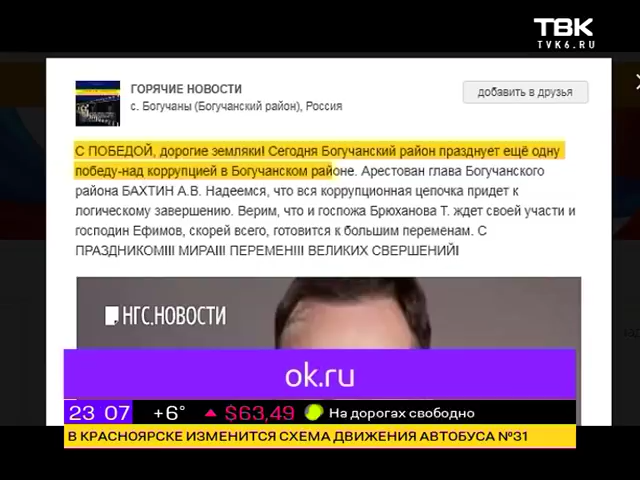 ТВК
TVK6.RU
ГОРЯЧИЕ НОВОСТИ
с. Богучаны (Богучанский район), Россия
добавить в друзья
С ПОБЕДОЙ, дорогие земляки! Сегодня Богучанский район празднует ещё одну
победу-над коррупцией в Богучанском районе. Арестован глава Богучанского
района БАХТИН А.В. Надеемся, что вся коррупционная цепочка придет к
логическому завершению. Верим, что и госпожа Брюханова Т. ждет своей участи и
господин Ефимов, скорей всего, готовится к большим переменам. С
ПРАЗДНИКОМ!!! МИРА!!! ПЕРЕМЕН!!! ВЕЛИКИХ СВЕРШЕНИЙ!
НГС.НОВОСТИ
ok.ru
23 07 +6° $63,49 На дорогах свободно
В КРАСНОЯРСКЕ ИЗМЕНИТСЯ СХЕМА ДВИЖЕНИЯ АВТОБУСА №31